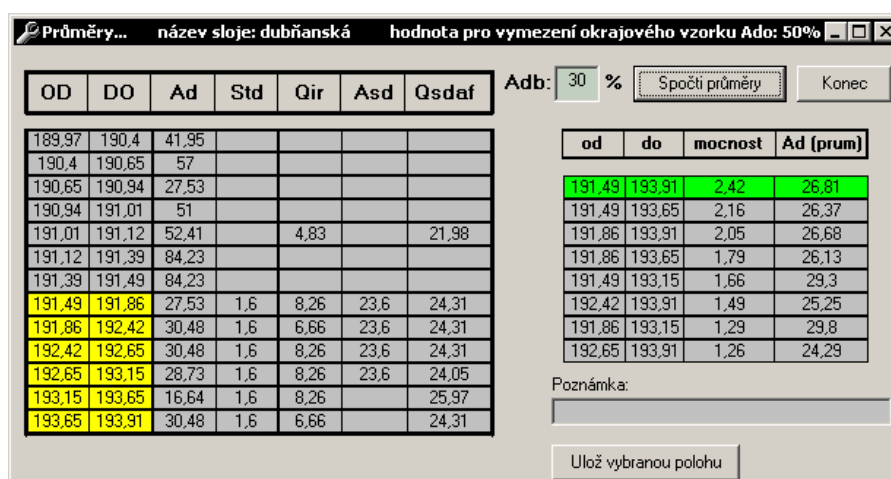 Průměry... název sloje: dubňanská hodnota pro vymezení okrajového vzorku Ado: 50%
Adb: 30 % Spočti průměry Konec
OD DO Ad Std Qir Asd Qsdaf
189,97 190,4 41,95
190,4 190,65 57
190,65 190,94 27,53
190,94 191,01 51
191,01 191,12 52,41 4,83 21,98
191,12 191,39 84,23
191,39 191,49 84,23
191,49 191,86 27,53 1,6 8,26 23,6 24,31
191,86 192,42 30,48 1,6 6,66 23,6 24,31
192,42 192,65 30,48 1,6 8,26 23,6 24,31
192,65 193,15 28,73 1,6 8,26 23,6 24,05
193,15 193,65 16,64 1,6 8,26 25,97
193,65 193,91 30,48 1,6 6,66 24,31
od do mocnost Ad (prum)
191,49 193,91 2,42 26,81
191,49 193,65 2,16 26,37
191,86 193,91 2,05 26,68
191,86 193,65 1,79 26,13
191,49 193,15 1,66 29,3
192,42 193,91 1,49 25,25
191,86 193,15 1,29 29,8
192,65 193,91 1,26 24,29
Poznámka:
Ulož vybranou polohu